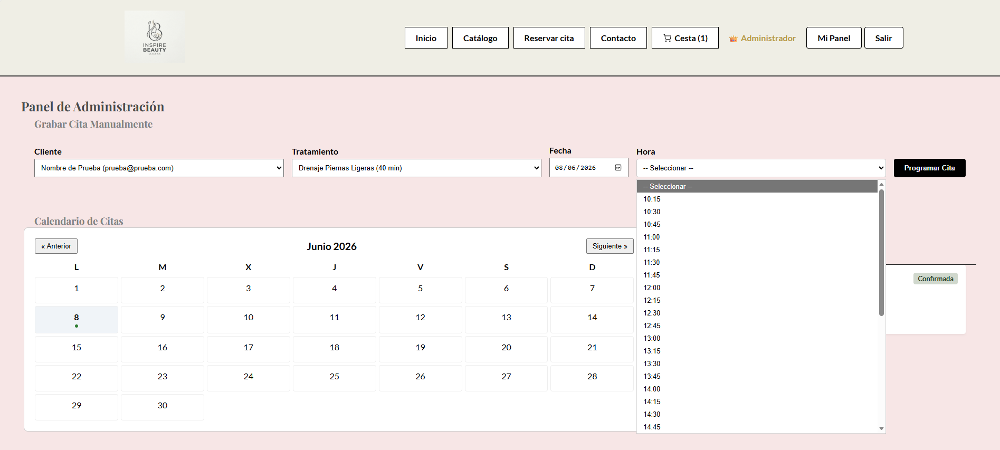 INSPIRE
BEAUTY
ESTÉTICA
Inicio
Catálogo
Reservar cita
Contacto
Cesta (1)
Administrador
Mi Panel
Salir
Panel de Administración
Grabar Cita Manualmente
Cliente
Tratamiento
Fecha
Hora
Nombre de Prueba (prueba@prueba.com)
Drenaje Piernas Ligeras (40 min)
08/06/2026
-- Seleccionar --
Programar Cita
-- Seleccionar --
10:15
10:30
10:45
11:00
11:15
11:30
11:45
12:00
12:15
12:30
12:45
13:00
13:15
13:30
13:45
14:00
14:15
14:30
14:45
Confirmada
Calendario de Citas
« Anterior
Junio 2026
Siguiente »
L M X J V S D
1 2 3 4 5 6 7
8 9 10 11 12 13 14
15 16 17 18 19 20 21
22 23 24 25 26 27 28
29 30